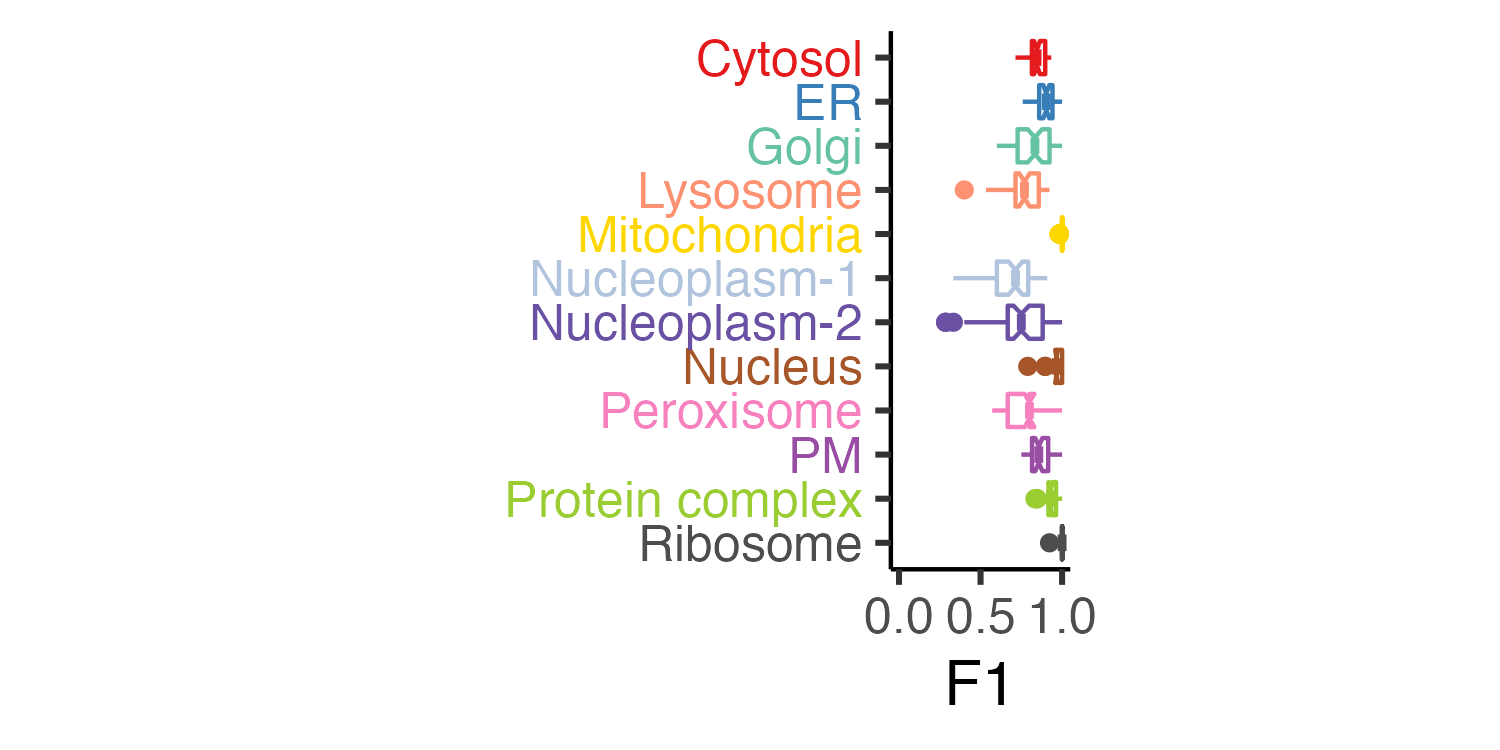 Cytosol
ER
Golgi
Lysosome
Mitochondria
Nucleoplasm-1
Nucleoplasm-2
Nucleus
Peroxisome
PM
Protein complex
Ribosome
0.0 0.5 1.0
F1